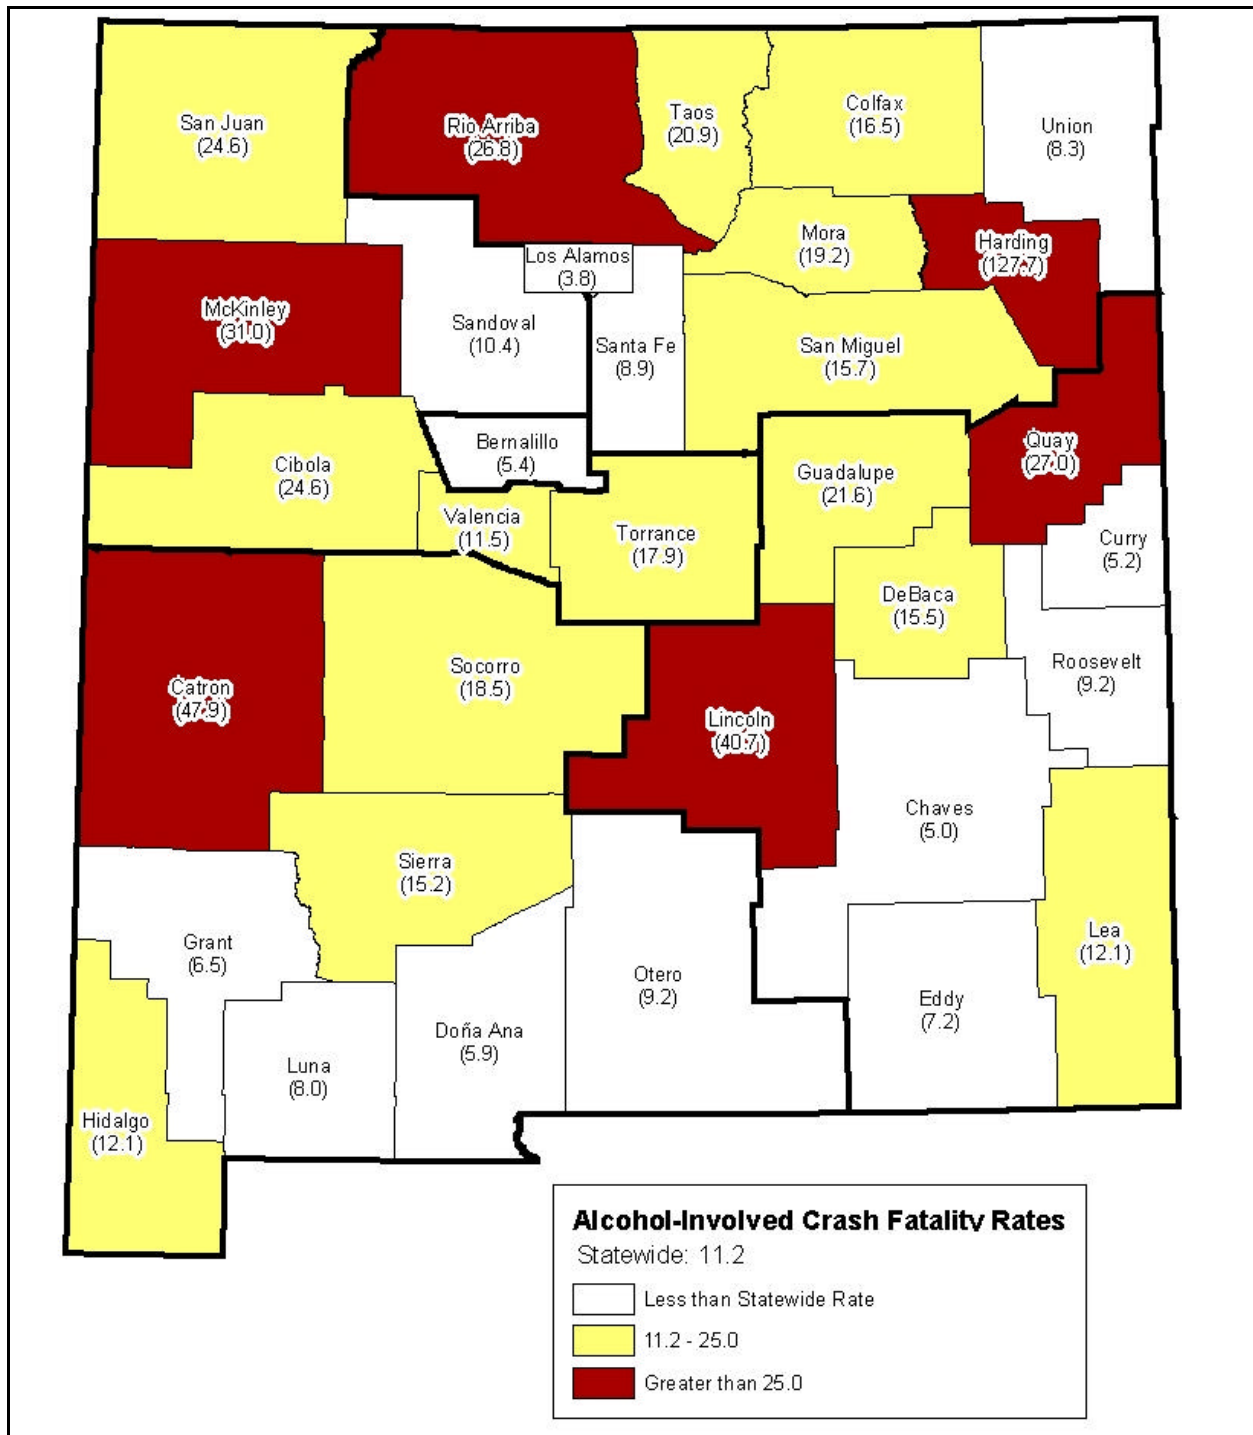 San Juan
(24.6)
Rio Arriba
(26.8)
Taos
(20.9)
Colfax
(16.5)
Union
(8.3)
Mora
(19.2)
Harding
(127.7)
Los Alamos
(3.8)
McKinley
(31.0)
Sandoval
(10.4)
Santa Fe
(8.9)
San Miguel
(15.7)
Bernalillo
(5.4)
Quay
(27.0)
Cibola
(24.6)
Guadalupe
(21.6)
Valencia
(11.5)
Torrance
(17.9)
Curry
(5.2)
DeBaca
(15.5)
Socorro
(18.5)
Roosevelt
(9.2)
Catron
(47.9)
Lincoln
(40.7)
Chaves
(5.0)
Sierra
(15.2)
Grant
(6.5)
Lea
(12.1)
Otero
(9.2)
Eddy
(7.2)
Doña Ana
(5.9)
Luna
(8.0)
Hidalgo
(12.1)
Alcohol-Involved Crash Fatality Rates
Statewide: 11.2
Less than Statewide Rate
11.2 - 25.0
Greater than 25.0